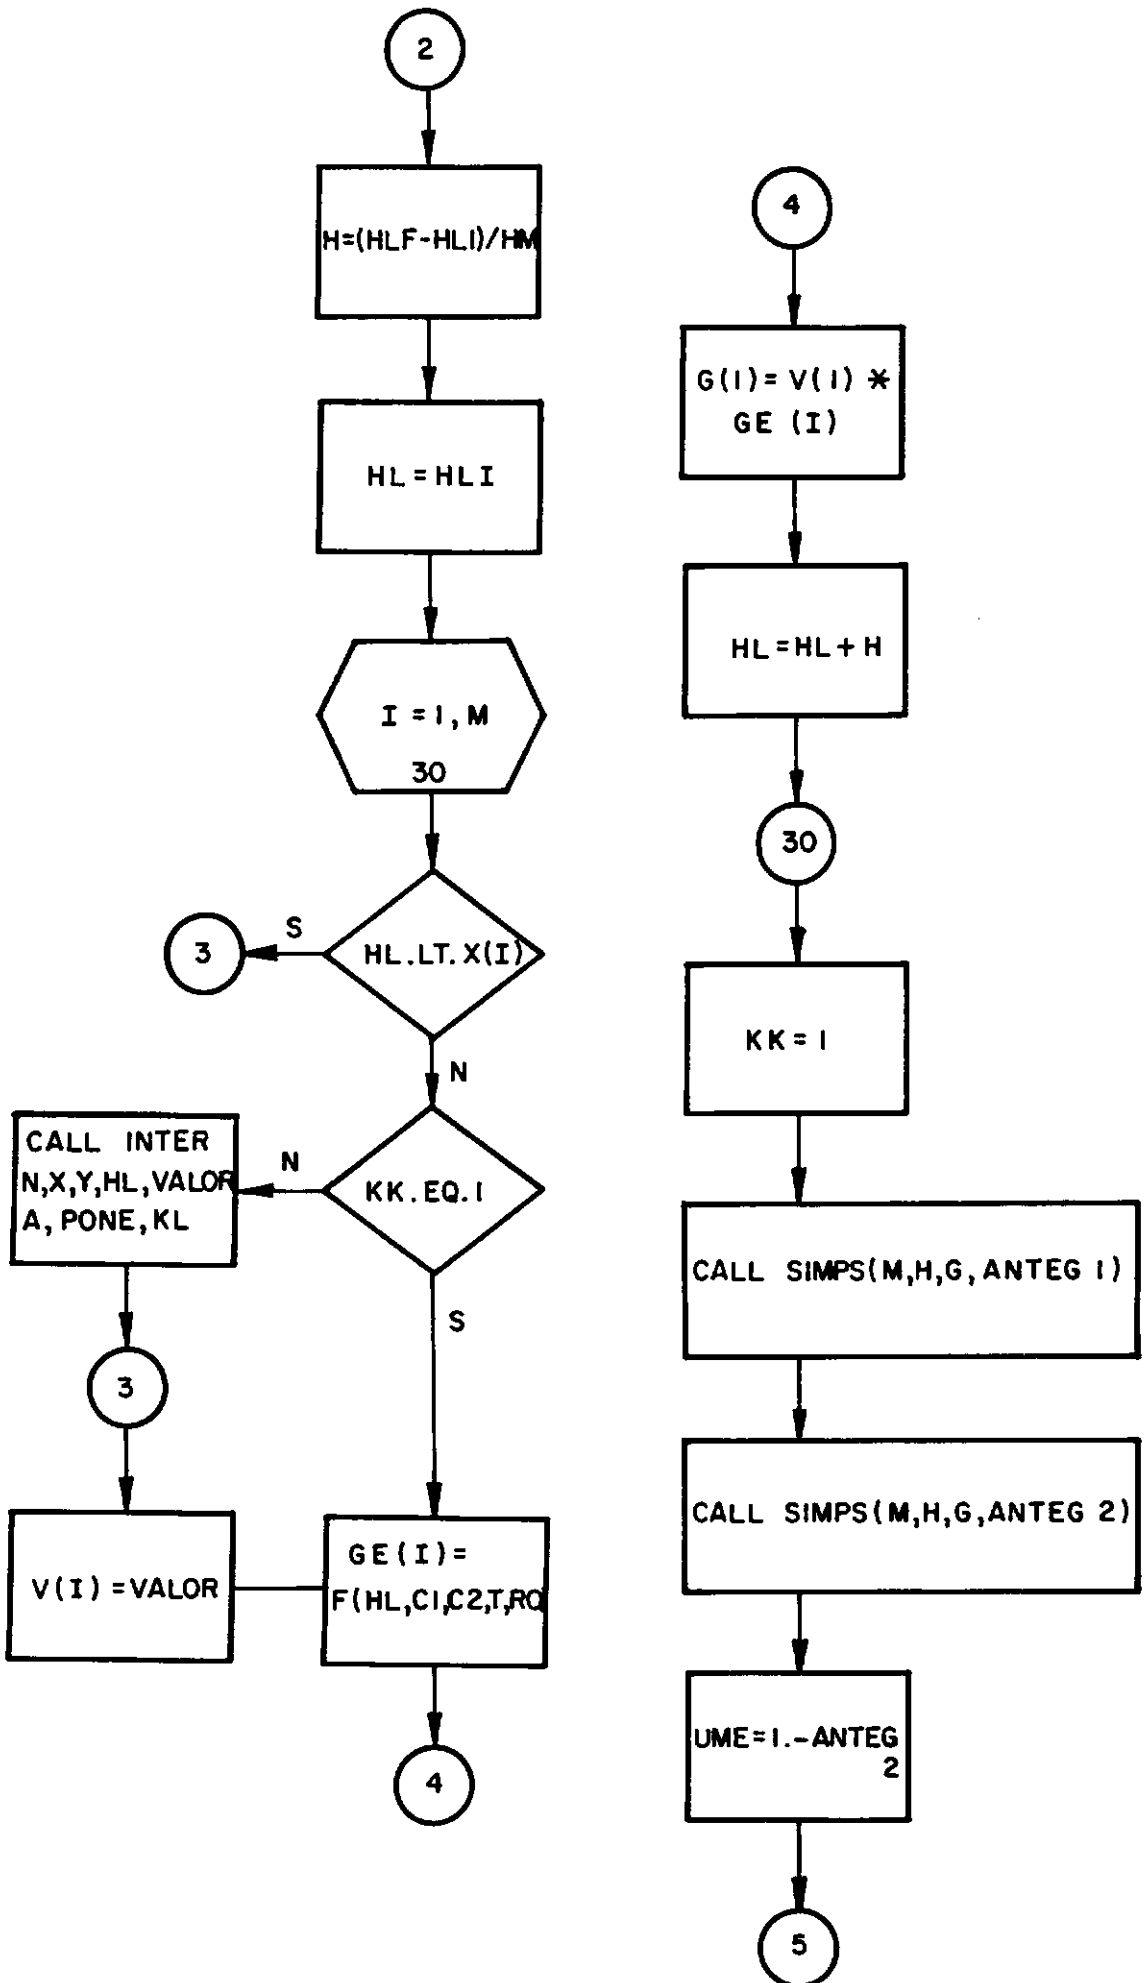 2
H=(HLF-HLI)/HM
HL=HLI
I=1,M
30
HL.LT.X(I)
S
3
N
KK.EQ.1
N
CALL INTER
N,X,Y,HL,VALOR
A, PONE,KL
3
V(I)=VALOR
S
GE(I)=
F(HL,C1,C2,T,RO
4
4
G(1)= V(1) *
GE (I)
HL=HL+ H
30
KK= 1
CALL SIMPS(M,H,G,ANTEG 1)
CALL SIMPS(M,H,G,ANTEG 2)
UME=1.-ANTEG
2
5